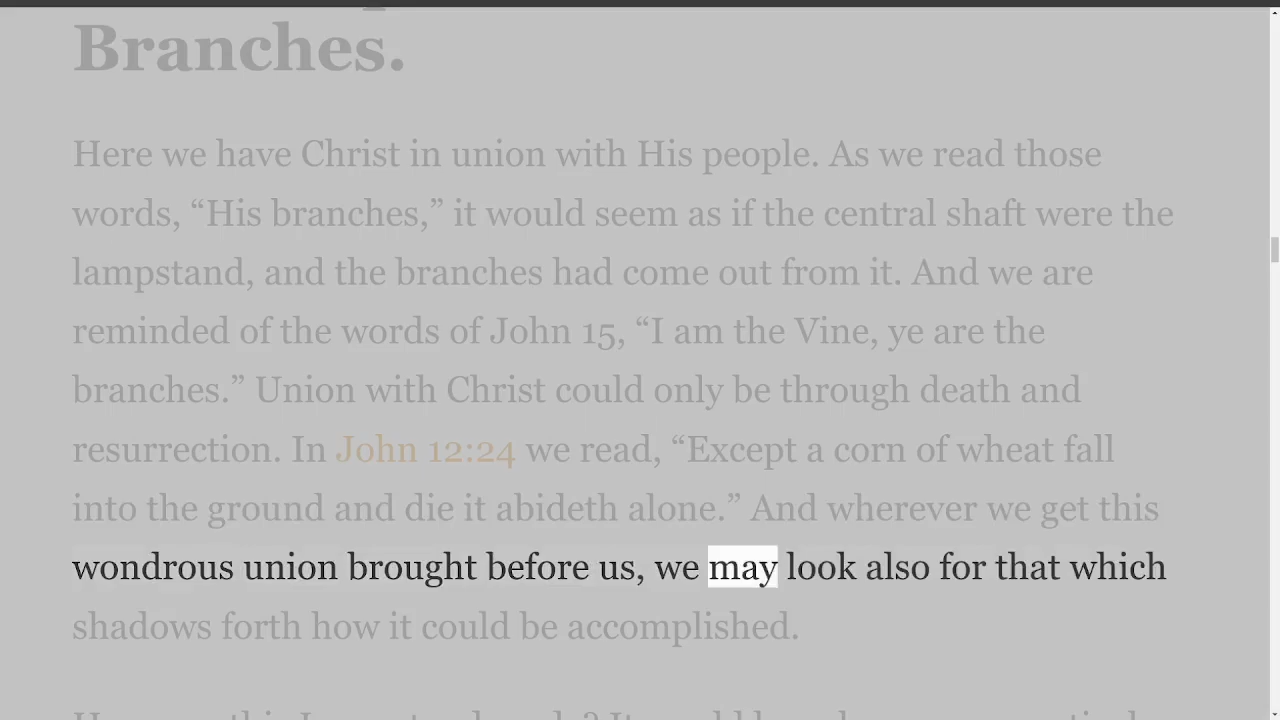 Branches.
Here we have Christ in union with His people. As we read those
words, “His branches,” it would seem as if the central shaft were the
lampstand, and the branches had come out from it. And we are
reminded of the words of John 15, “I am the Vine, ye are the
branches.” Union with Christ could only be through death and
resurrection. In John 12:24 we read, “Except a corn of wheat fall
into the ground and die it abideth alone.” And wherever we get this
wondrous union brought before us, we may look also for that which
shadows forth how it could be accomplished.